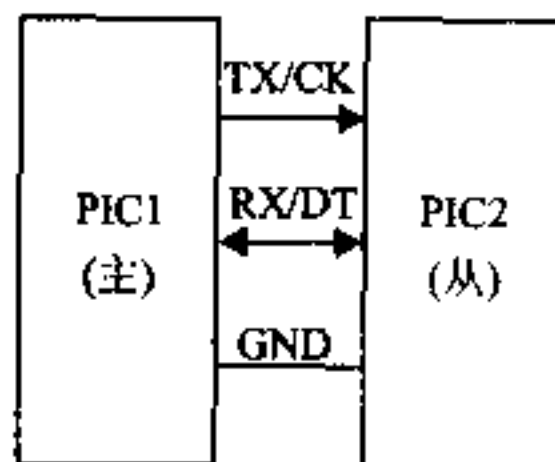 TX/CK
PIC1
(主)
RX/DT
PIC2
(从)
GND